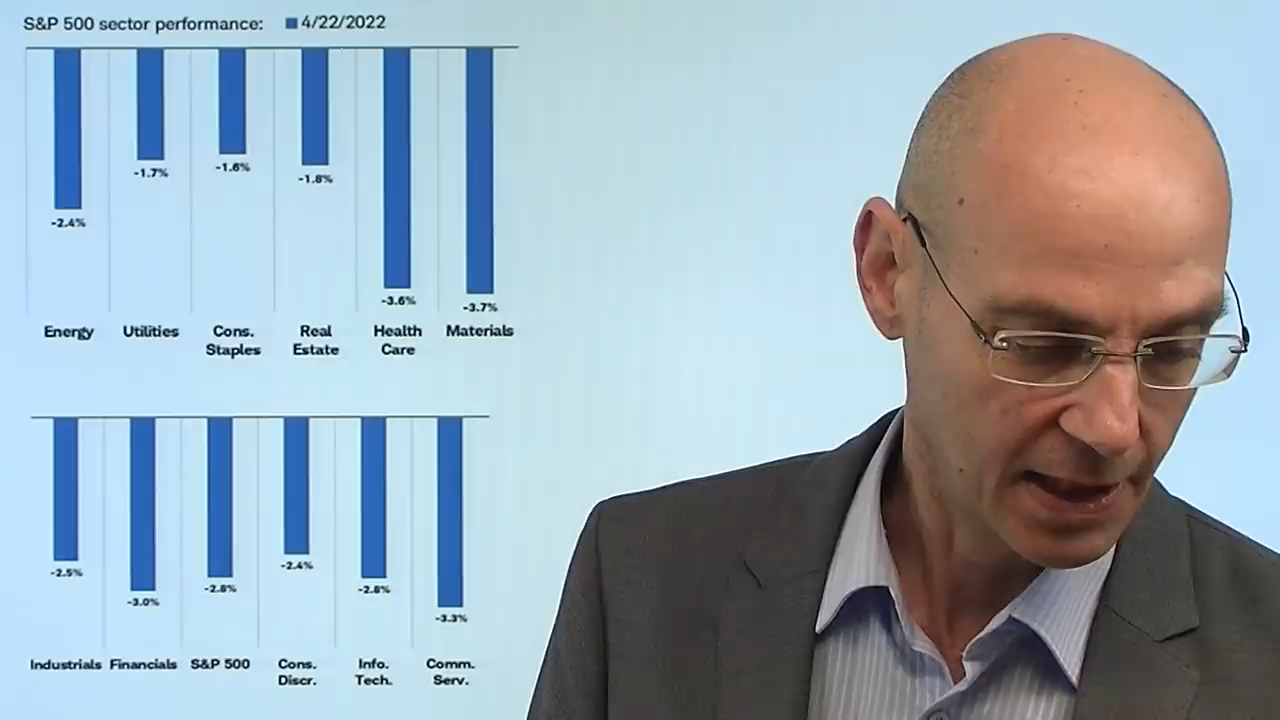 S&P 500 sector performance: 4/22/2022
-2.4%
-1.7%
-1.6%
-1.8%
-3.6%
-3.7%
Energy
Utilities
Cons.
Staples
Real
Estate
Health
Care
Materials
-2.5%
-3.0%
-2.8%
-2.4%
-2.8%
-3.3%
Industrials
Financials
S&P 500
Cons.
Discr.
Info.
Tech.
Comm.
Serv.